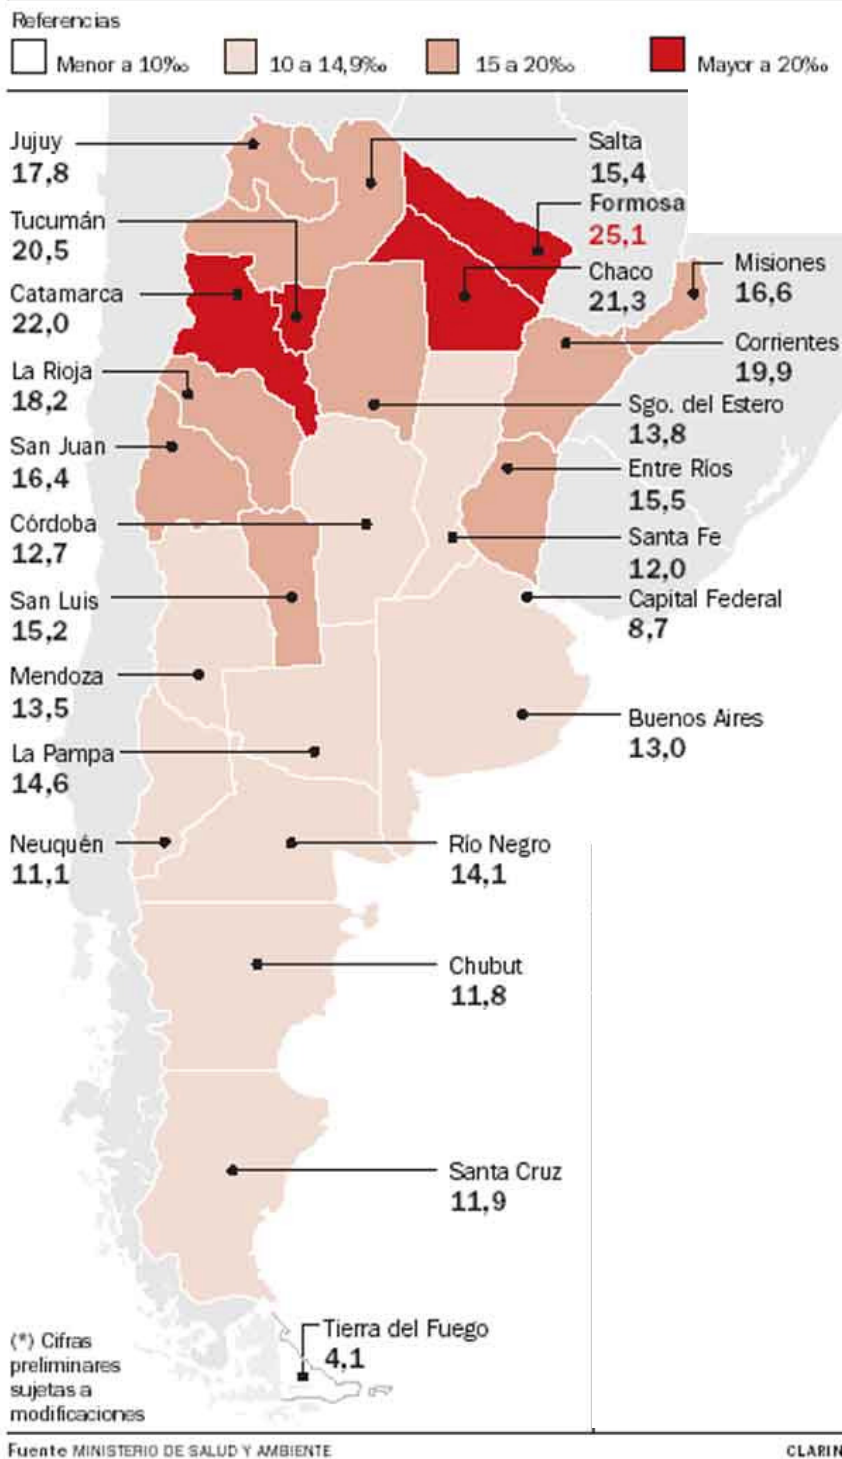 Referencias
Menor a 10‰
10 a 14,9‰
15 a 20‰
Mayor a 20‰
Jujuy
17,8
Salta
15,4
Tucumán
20,5
Formosa
25,1
Catamarca
22,0
Chaco
21,3
Misiones
16,6
La Rioja
18,2
Corrientes
19,9
San Juan
16,4
Sgo. del Estero
13,8
Córdoba
12,7
Entre Ríos
15,5
San Luis
15,2
Santa Fe
12,0
Mendoza
13,5
Capital Federal
8,7
La Pampa
14,6
Buenos Aires
13,0
Neuquén
11,1
Río Negro
14,1
Chubut
11,8
Santa Cruz
11,9
Tierra del Fuego
4,1
(*) Cifras
preliminares
sujetas a
modificaciones
Fuente MINISTERIO DE SALUD Y AMBIENTE
CLARIN